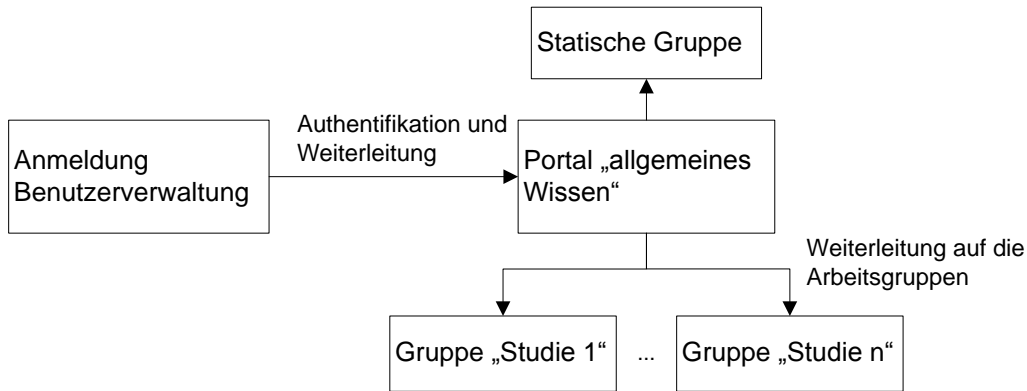 Statische Gruppe
Authentifikation und
Weiterleitung
Anmeldung
Benutzerverwaltung
Portal „allgemeines
Wissen“
Weiterleitung auf die
Arbeitsgruppen
Gruppe „Studie 1“
...
Gruppe „Studie n“